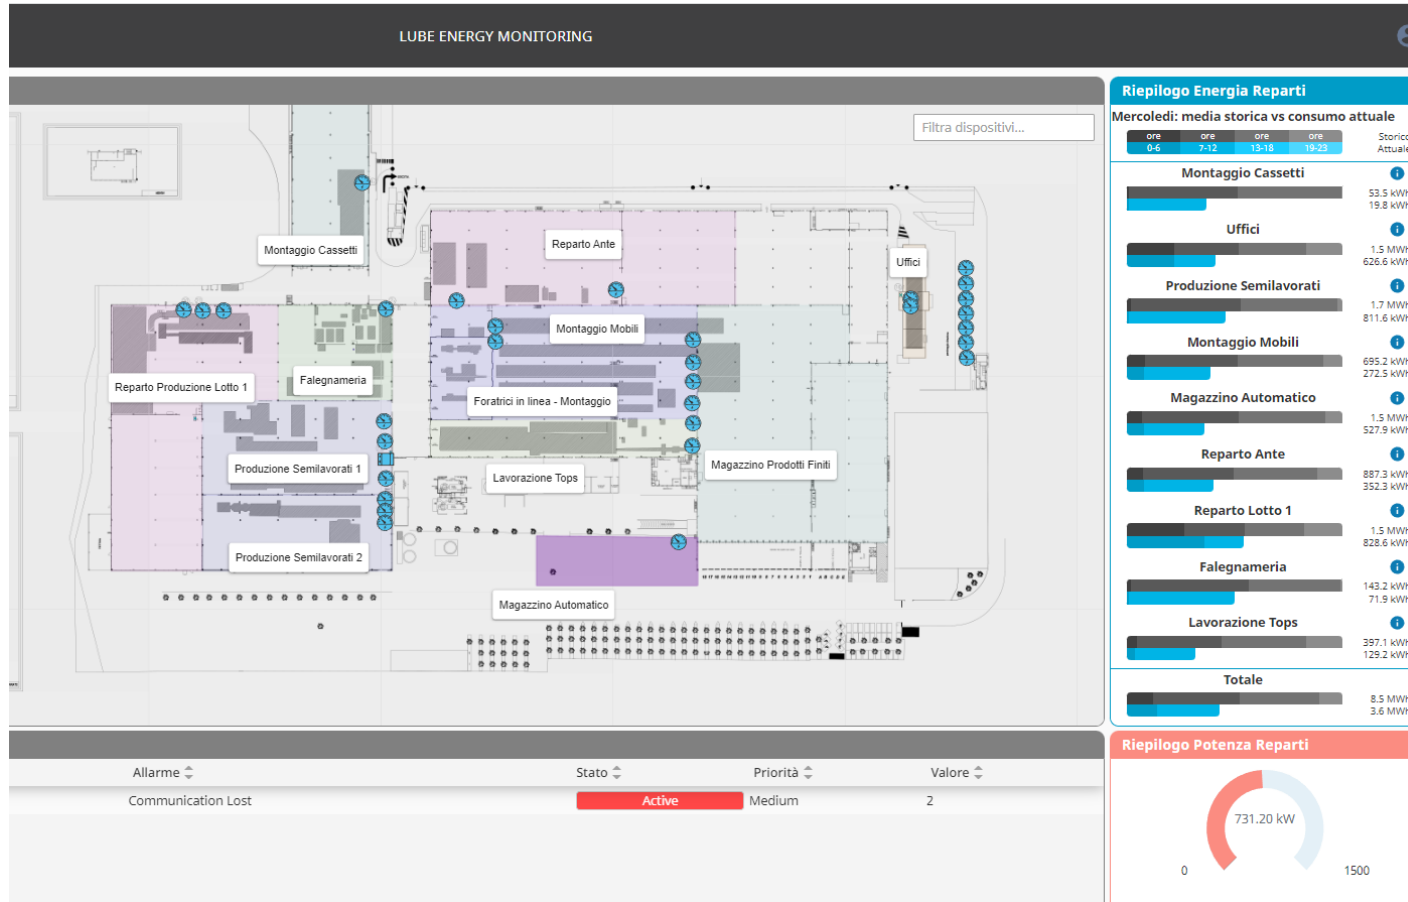 LUBE ENERGY MONITORING
Filtra dispositivi...
Montaggio Cassetti
Reparto Ante
Uffici
Montaggio Mobili
Reparto Produzione Lotto 1
Falegnameria
Foratrici in linea - Montaggio
Produzione Semilavorati 1
Lavorazione Tops
Magazzino Prodotti Finiti
Produzione Semilavorati 2
Magazzino Automatico
Riepilogo Energia Reparti
Mercoledì: media storica vs consumo attuale
ore ore ore ore Storico
0-6 7-12 13-18 19-23 Attuale
Montaggio Cassetti
53.5 kWh
19.8 kWh
Uffici
1.5 MWh
626.6 kWh
Produzione Semilavorati
1.7 MWh
811.6 kWh
Montaggio Mobili
695.2 kWh
272.5 kWh
Magazzino Automatico
1.5 MWh
527.9 kWh
Reparto Ante
887.3 kWh
352.3 kWh
Reparto Lotto 1
1.5 MWh
828.6 kWh
Falegnameria
143.2 kWh
71.9 kWh
Lavorazione Tops
397.1 kWh
129.2 kWh
Totale
8.5 MWh
3.6 MWh
Allarme Stato Priorità Valore
Communication Lost Active Medium 2
Riepilogo Potenza Reparti
731.20 kW
0 1500